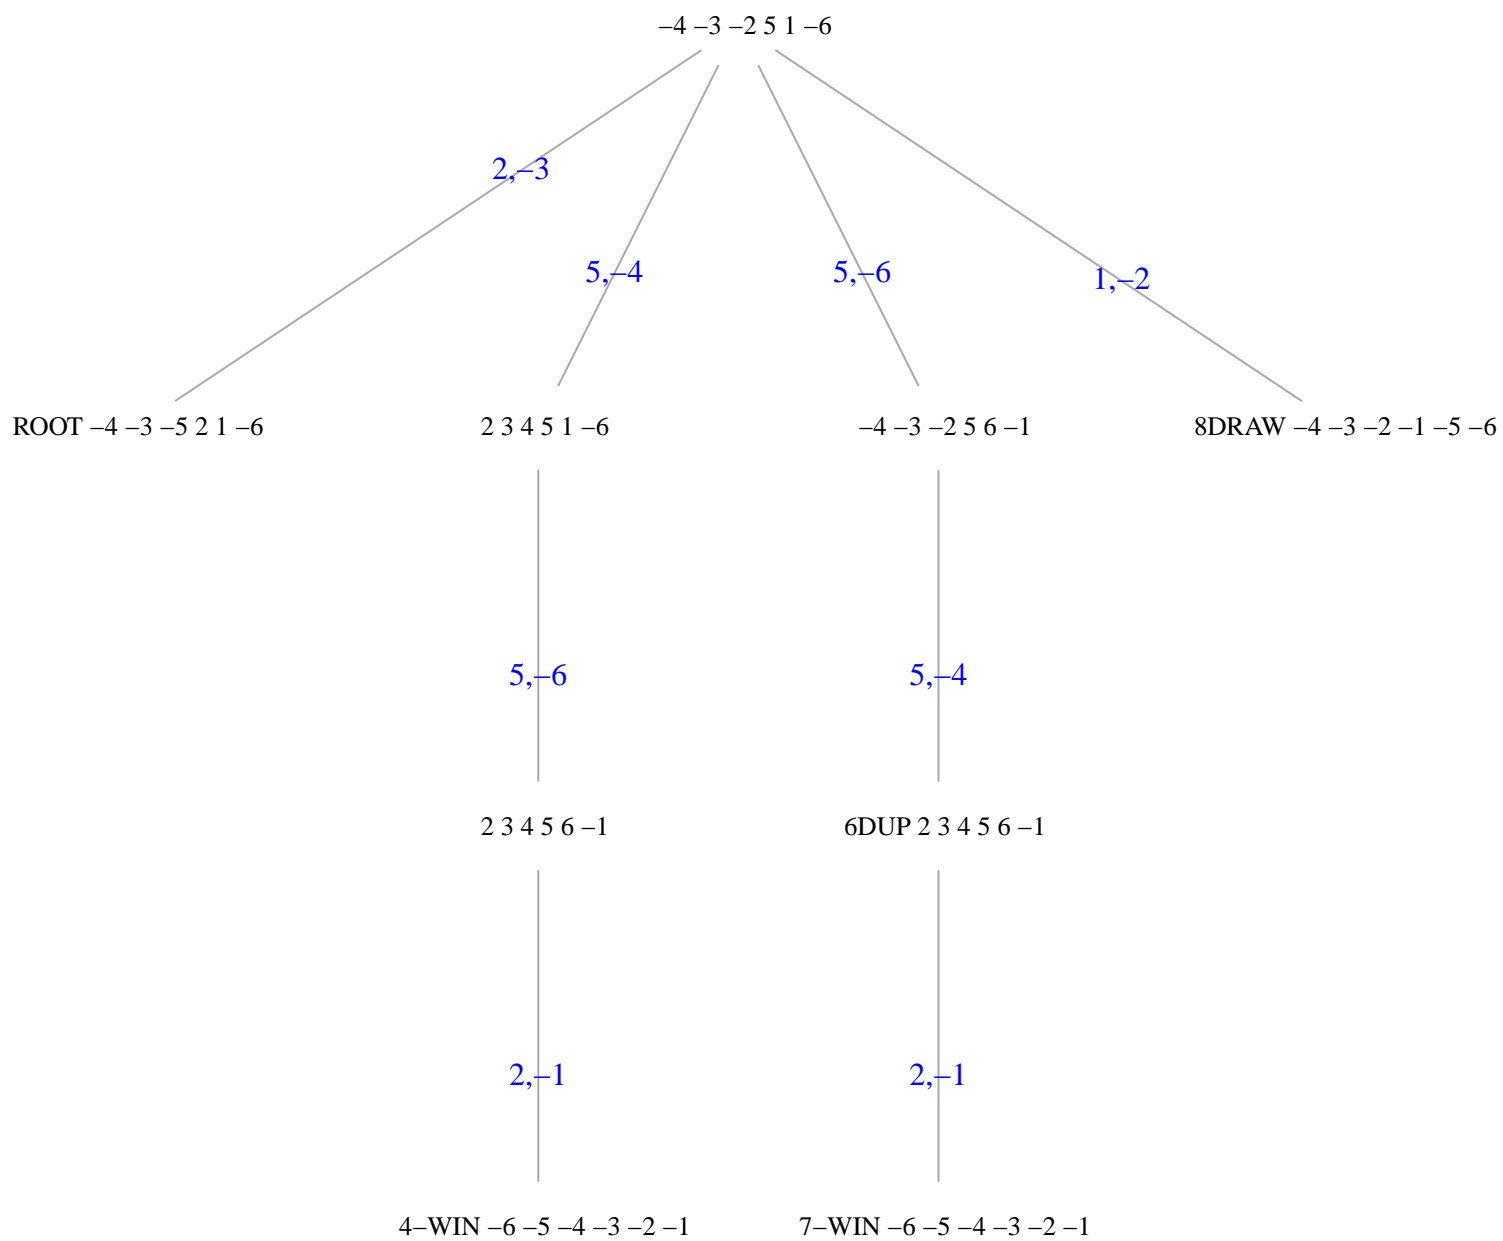 –4 –3 –2 5 1 –6
2,–3
5,–4
5,–6
1,–2
ROOT –4 –3 –5 2 1 –6
2 3 4 5 1 –6
–4 –3 –2 5 6 –1
8DRAW –4 –3 –2 –1 –5 –6
5,–6
5,–4
2 3 4 5 6 –1
6DUP 2 3 4 5 6 –1
2,–1
2,–1
4–WIN –6 –5 –4 –3 –2 –1
7–WIN –6 –5 –4 –3 –2 –1